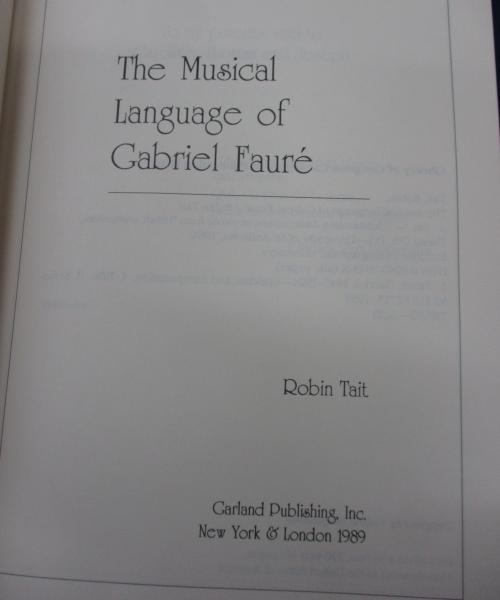 The Musical
Language of
Gabriel Fauré
Robin Tait
Garland Publishing, Inc.
New York & London 1989